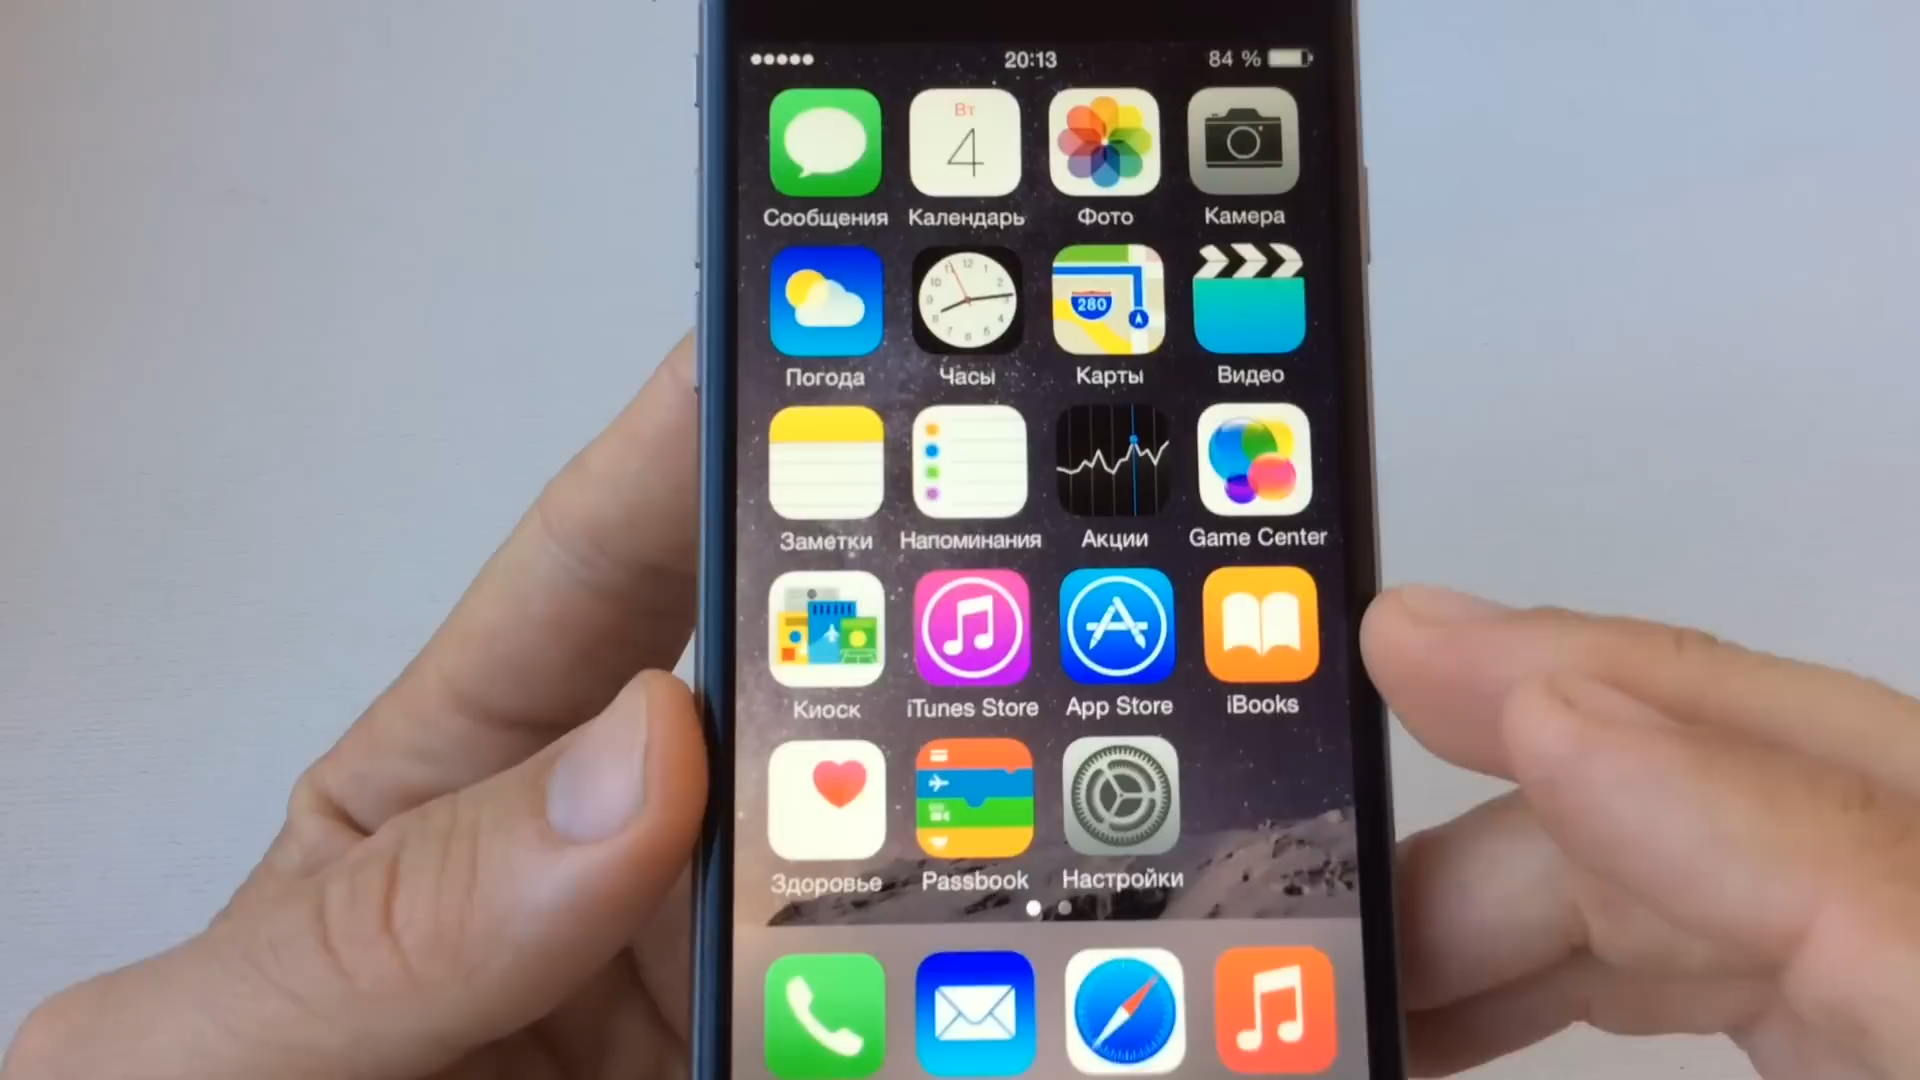 20:13 84 %
Вт
4
Сообщения Календарь Фото Камера
280
Погода Часы Карты Видео
Заметки Напоминания Акции Game Center
Киоск iTunes Store App Store iBooks
Здоровье Passbook Настройки